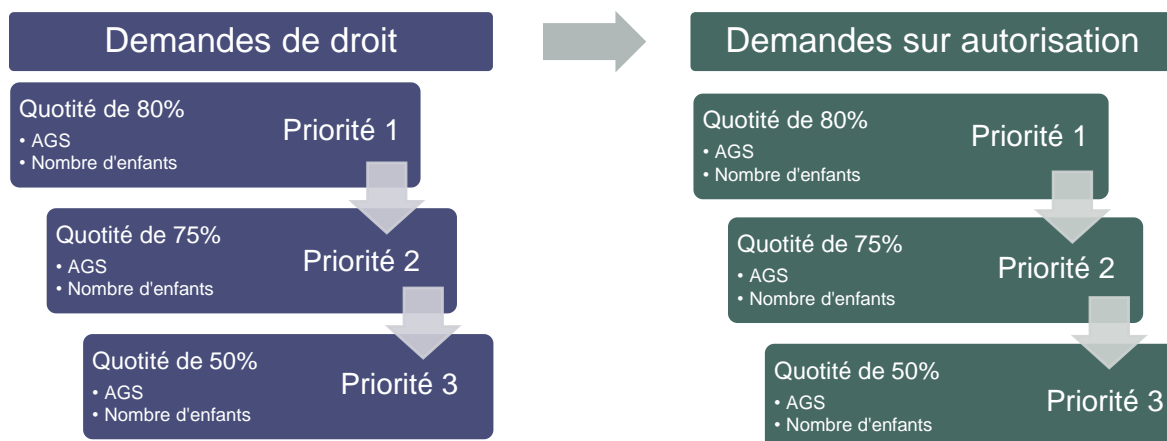 Demandes de droit
Quotité de 80%
• AGS
• Nombre d'enfants
Priorité 1
Quotité de 75%
• AGS
• Nombre d'enfants
Priorité 2
Quotité de 50%
• AGS
• Nombre d'enfants
Priorité 3
Demandes sur autorisation
Quotité de 80%
• AGS
• Nombre d'enfants
Priorité 1
Quotité de 75%
• AGS
• Nombre d'enfants
Priorité 2
Quotité de 50%
• AGS
• Nombre d'enfants
Priorité 3